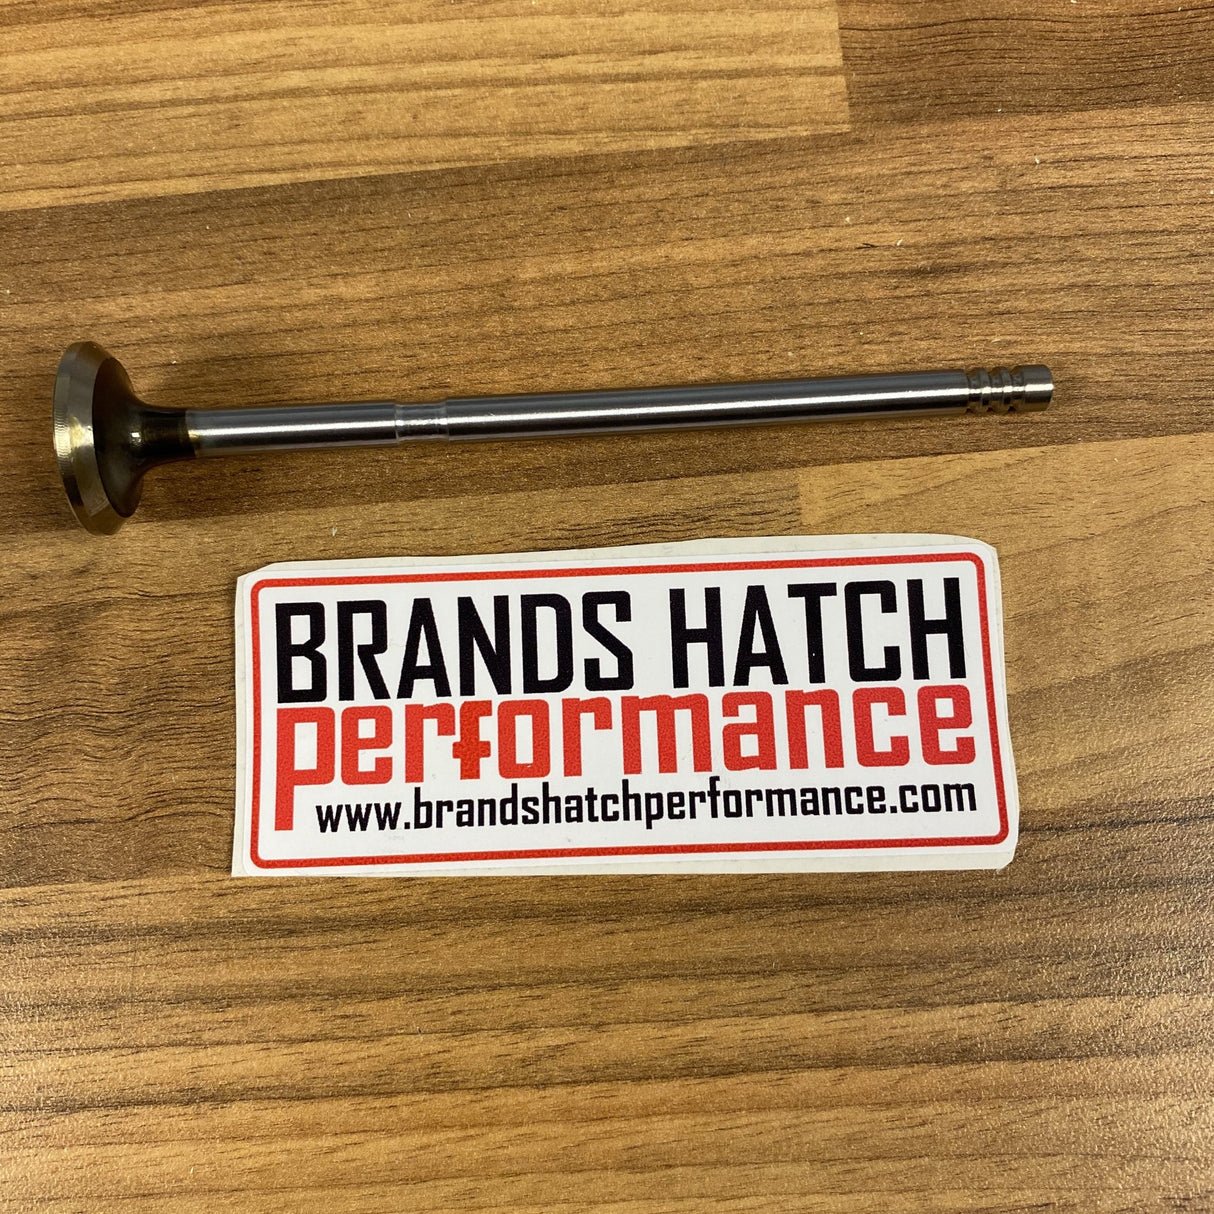 BRANDS HATCH
performance
www.brandshatchperformance.com